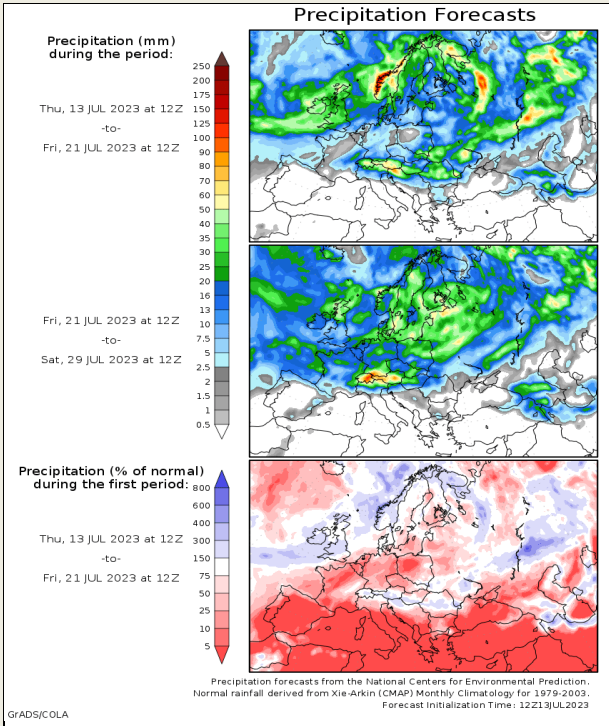 Precipitation Forecasts
Precipitation (mm)
during the period:
Thu, 13 JUL 2023 at 12Z
-to-
Fri, 21 JUL 2023 at 12Z
250
200
175
150
125
100
90
80
70
60
50
40
35
30
25
20
16
13
10
7.5
5
2.5
2
1.5
1
0.5
Fri, 21 JUL 2023 at 12Z
-to-
Sat, 29 JUL 2023 at 12Z
Precipitation (% of normal)
during the first period:
Thu, 13 JUL 2023 at 12Z
-to-
Fri, 21 JUL 2023 at 12Z
800
600
400
300
150
75
50
25
10
5
Precipitation forecasts from the National Centers for Environmental Prediction.
Normal rainfall derived from Xie-Arkin (CMAP) Monthly Climatology for 1979-2003.
Forecast Initialization Time: 12Z13JUL2023
GrADS/COLA